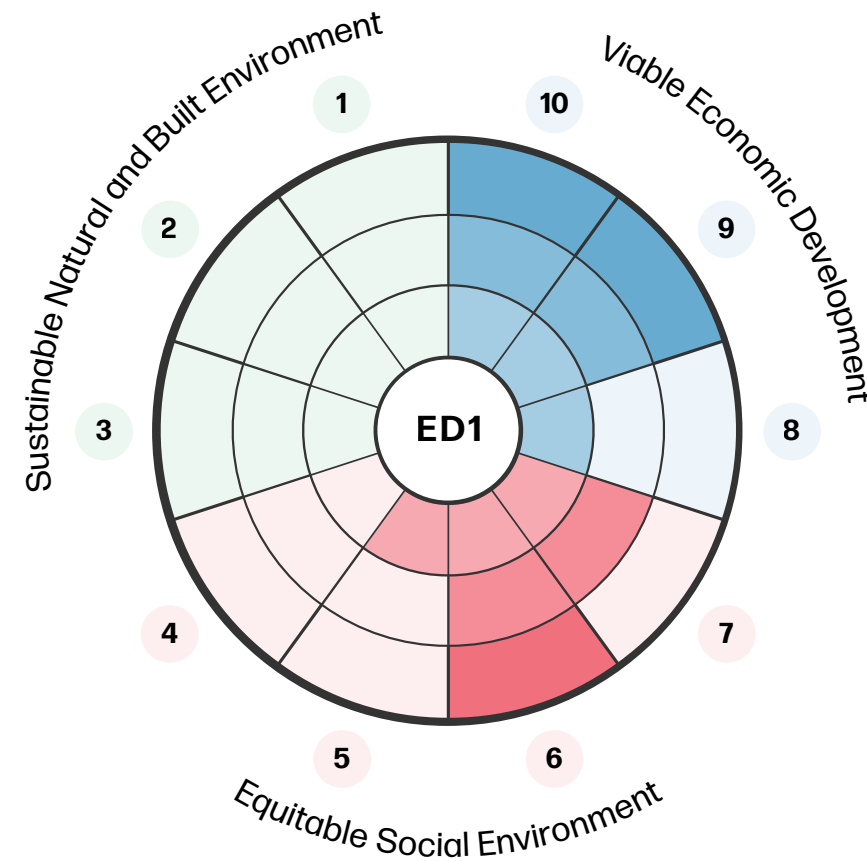 Sustainable Natural and Built Environment
Viable Economic Development
1
10
2
9
3
ED1
8
4
7
5
6
Equitable Social Environment